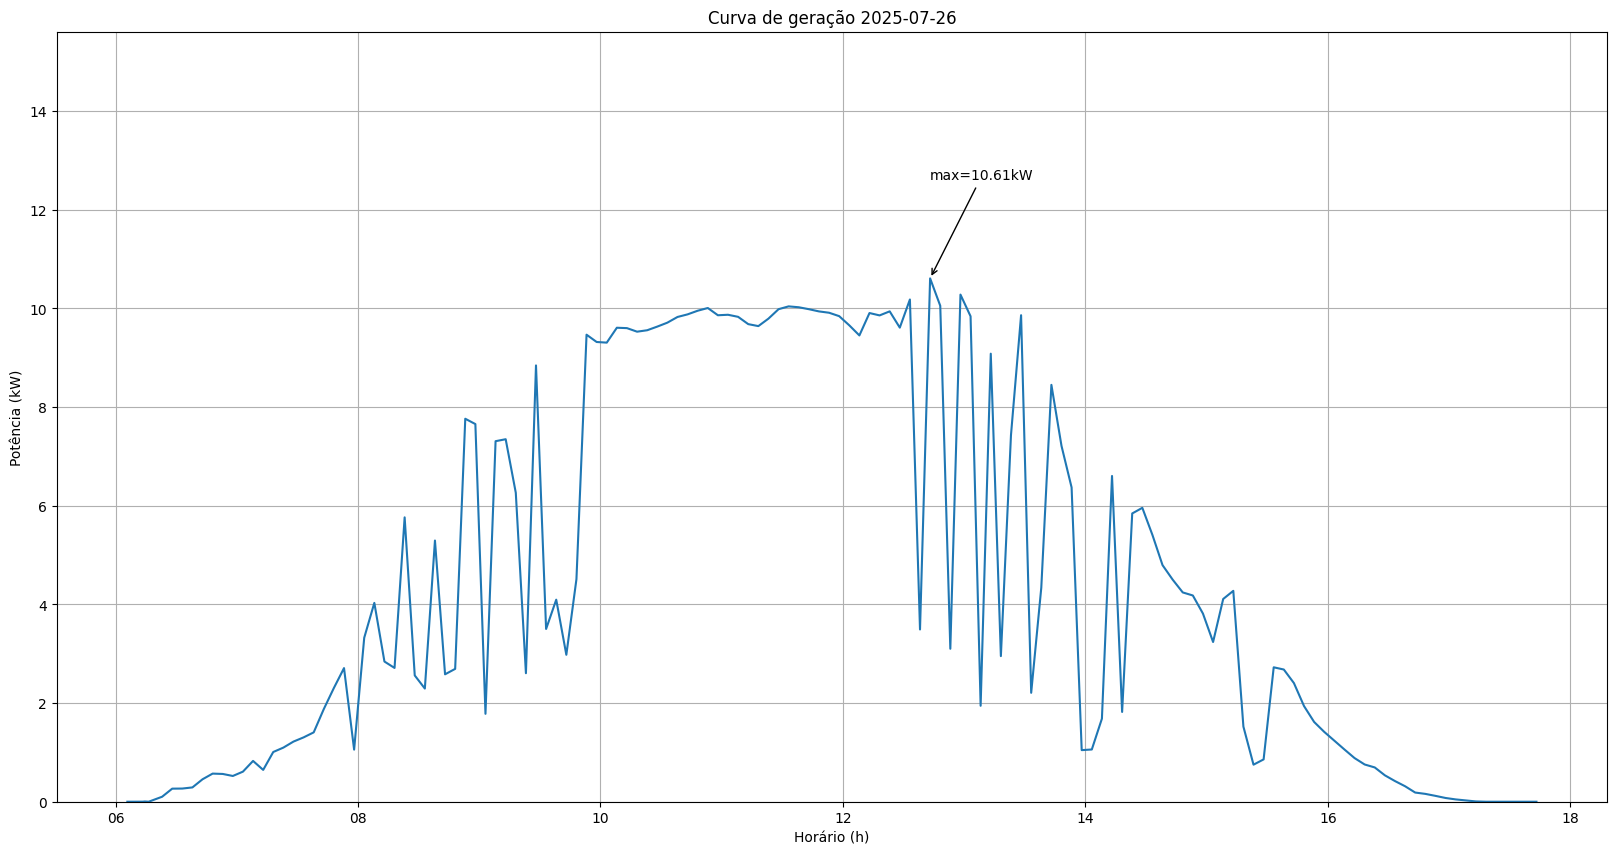 Curva de geração 2025-07-26
14
12
10
8
6
4
2
0
Potência (kW)
max=10.61kW
06 08 10 12 14 16 18
Horário (h)